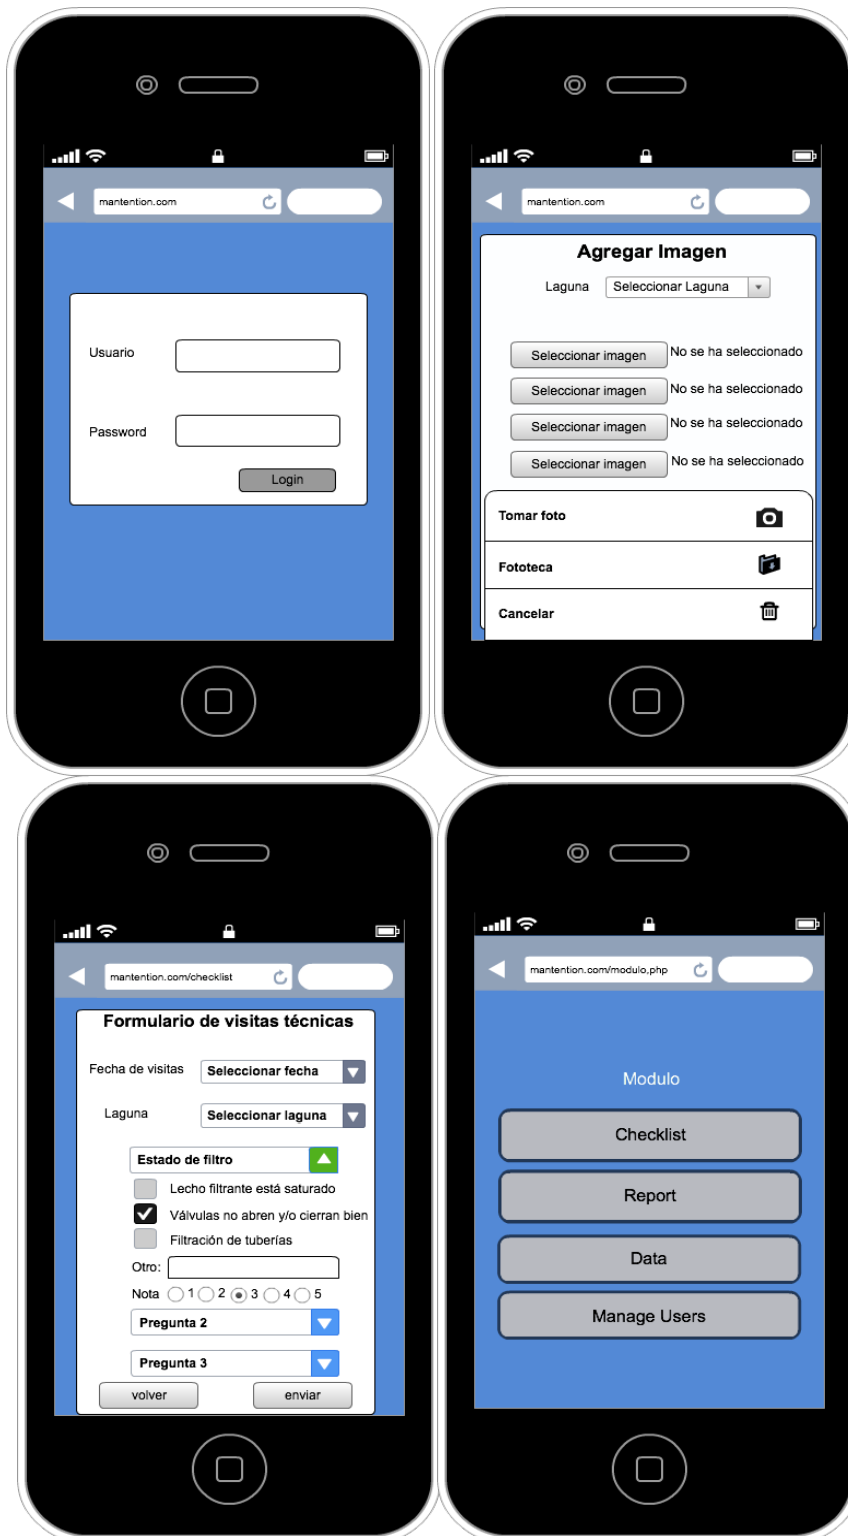 mantention.com
Usuario
Password
Login
mantention.com
Agregar Imagen
Laguna Seleccionar Laguna
Seleccionar imagen No se ha seleccionado
Seleccionar imagen No se ha seleccionado
Seleccionar imagen No se ha seleccionado
Seleccionar imagen No se ha seleccionado
Tomar foto
Fototeca
Cancelar
mantention.com/checklist
Formulario de visitas técnicas
Fecha de visitas Seleccionar fecha
Laguna Seleccionar laguna
Estado de filtro
Lecho filtrante está saturado
Válvulas no abren y/o cierran bien
Filtración de tuberías
Otro:
Nota 1 2 3 4 5
Pregunta 2
Pregunta 3
volver enviar
mantention.com/modulo,php
Modulo
Checklist
Report
Data
Manage Users